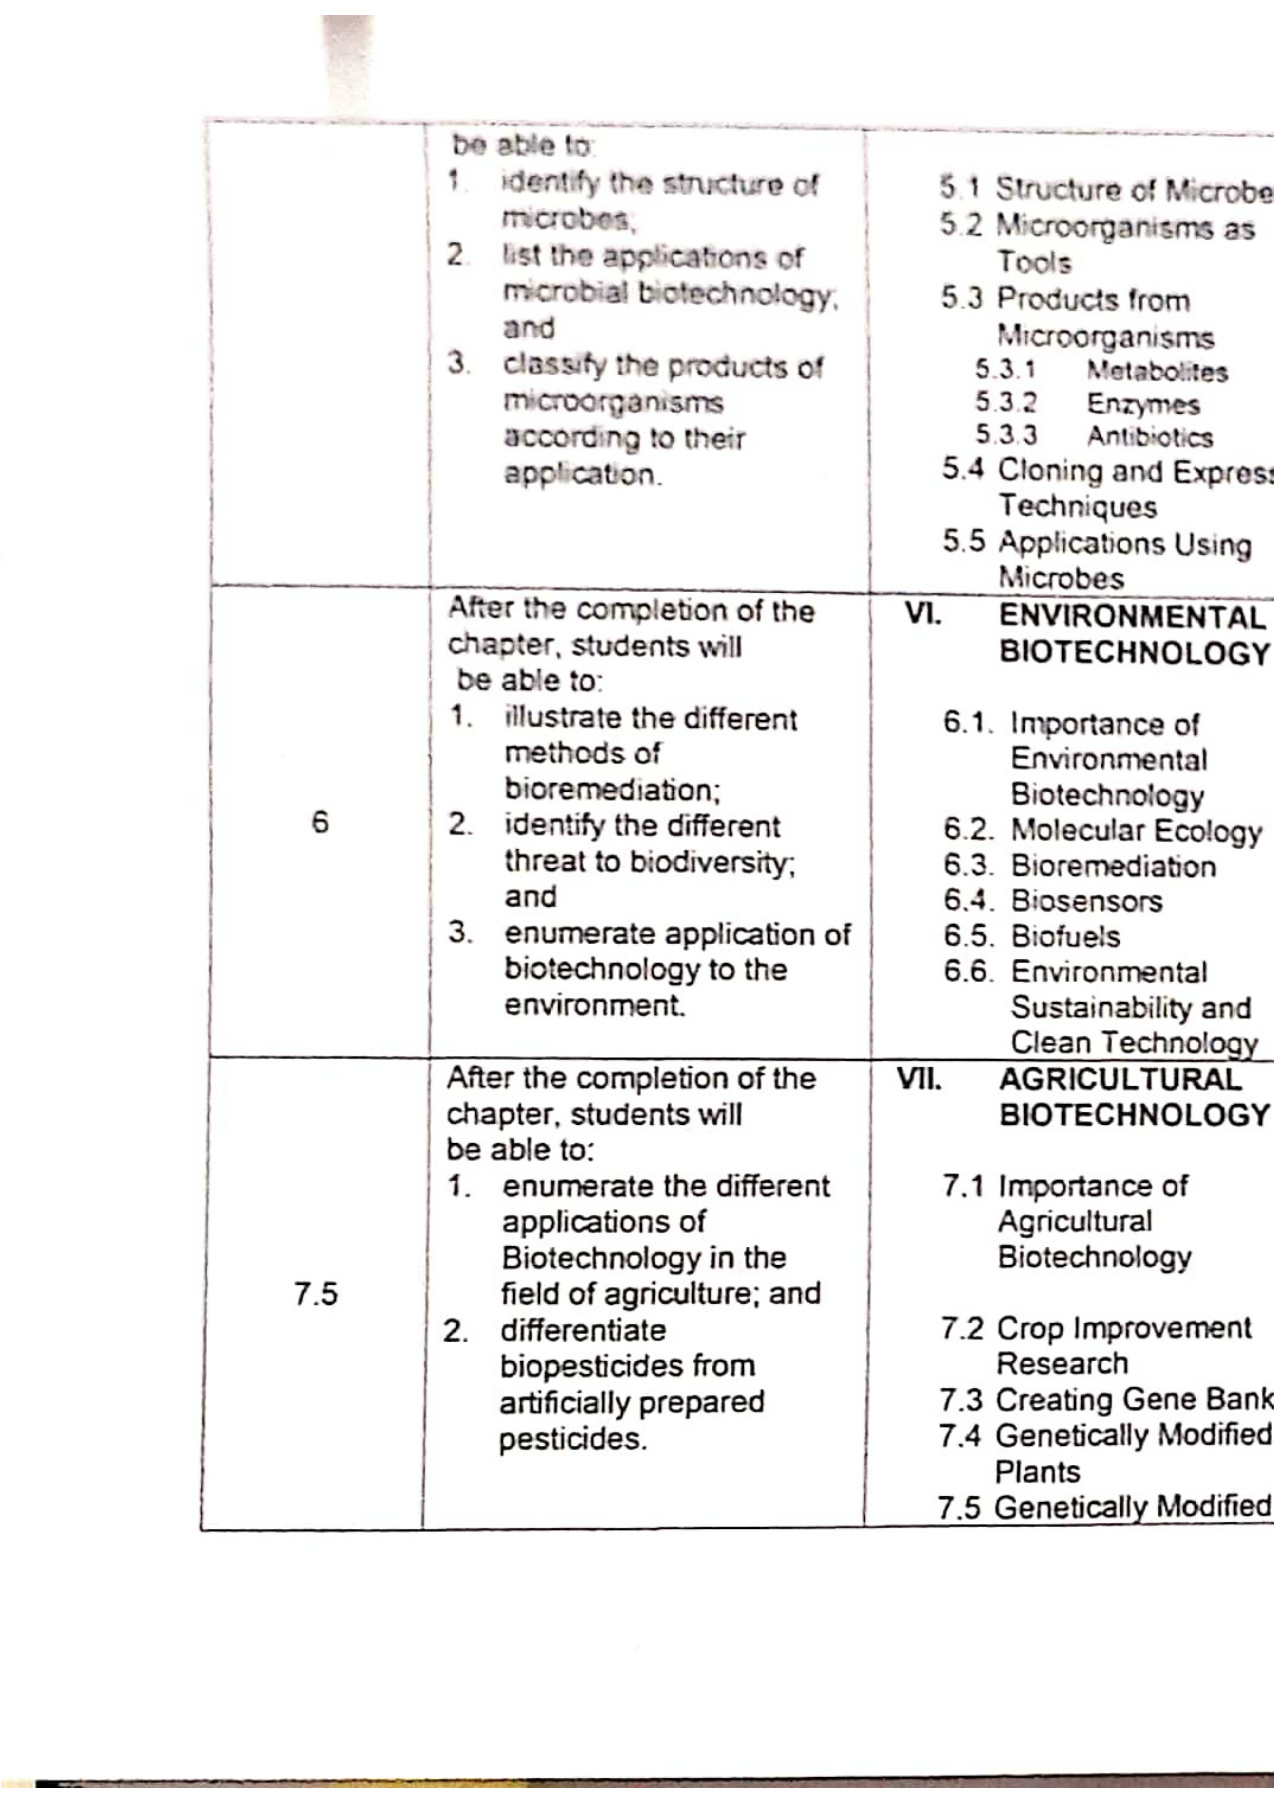 be able to:
1. identify the structure of
microbes;
2. list the applications of
microbial biotechnology;
and
3. classify the products of
microorganisms
according to their
application.
5.1 Structure of Microbe
5.2 Microorganisms as
Tools
5.3 Products from
Microorganisms
5.3.1 Metabolites
5.3.2 Enzymes
5.3.3 Antibiotics
5.4 Cloning and Express
Techniques
5.5 Applications Using
Microbes
6
After the completion of the
chapter, students will
be able to:
1. illustrate the different
methods of
bioremediation;
2. identify the different
threat to biodiversity;
and
3. enumerate application of
biotechnology to the
environment.
VI. ENVIRONMENTAL
BIOTECHNOLOGY
6.1. Importance of
Environmental
Biotechnology
6.2. Molecular Ecology
6.3. Bioremediation
6.4. Biosensors
6.5. Biofuels
6.6. Environmental
Sustainability and
Clean Technology
7.5
After the completion of the
chapter, students will
be able to:
1. enumerate the different
applications of
Biotechnology in the
field of agriculture; and
2. differentiate
biopesticides from
artificially prepared
pesticides.
VII. AGRICULTURAL
BIOTECHNOLOGY
7.1 Importance of
Agricultural
Biotechnology
7.2 Crop Improvement
Research
7.3 Creating Gene Bank
7.4 Genetically Modified
Plants
7.5 Genetically Modified